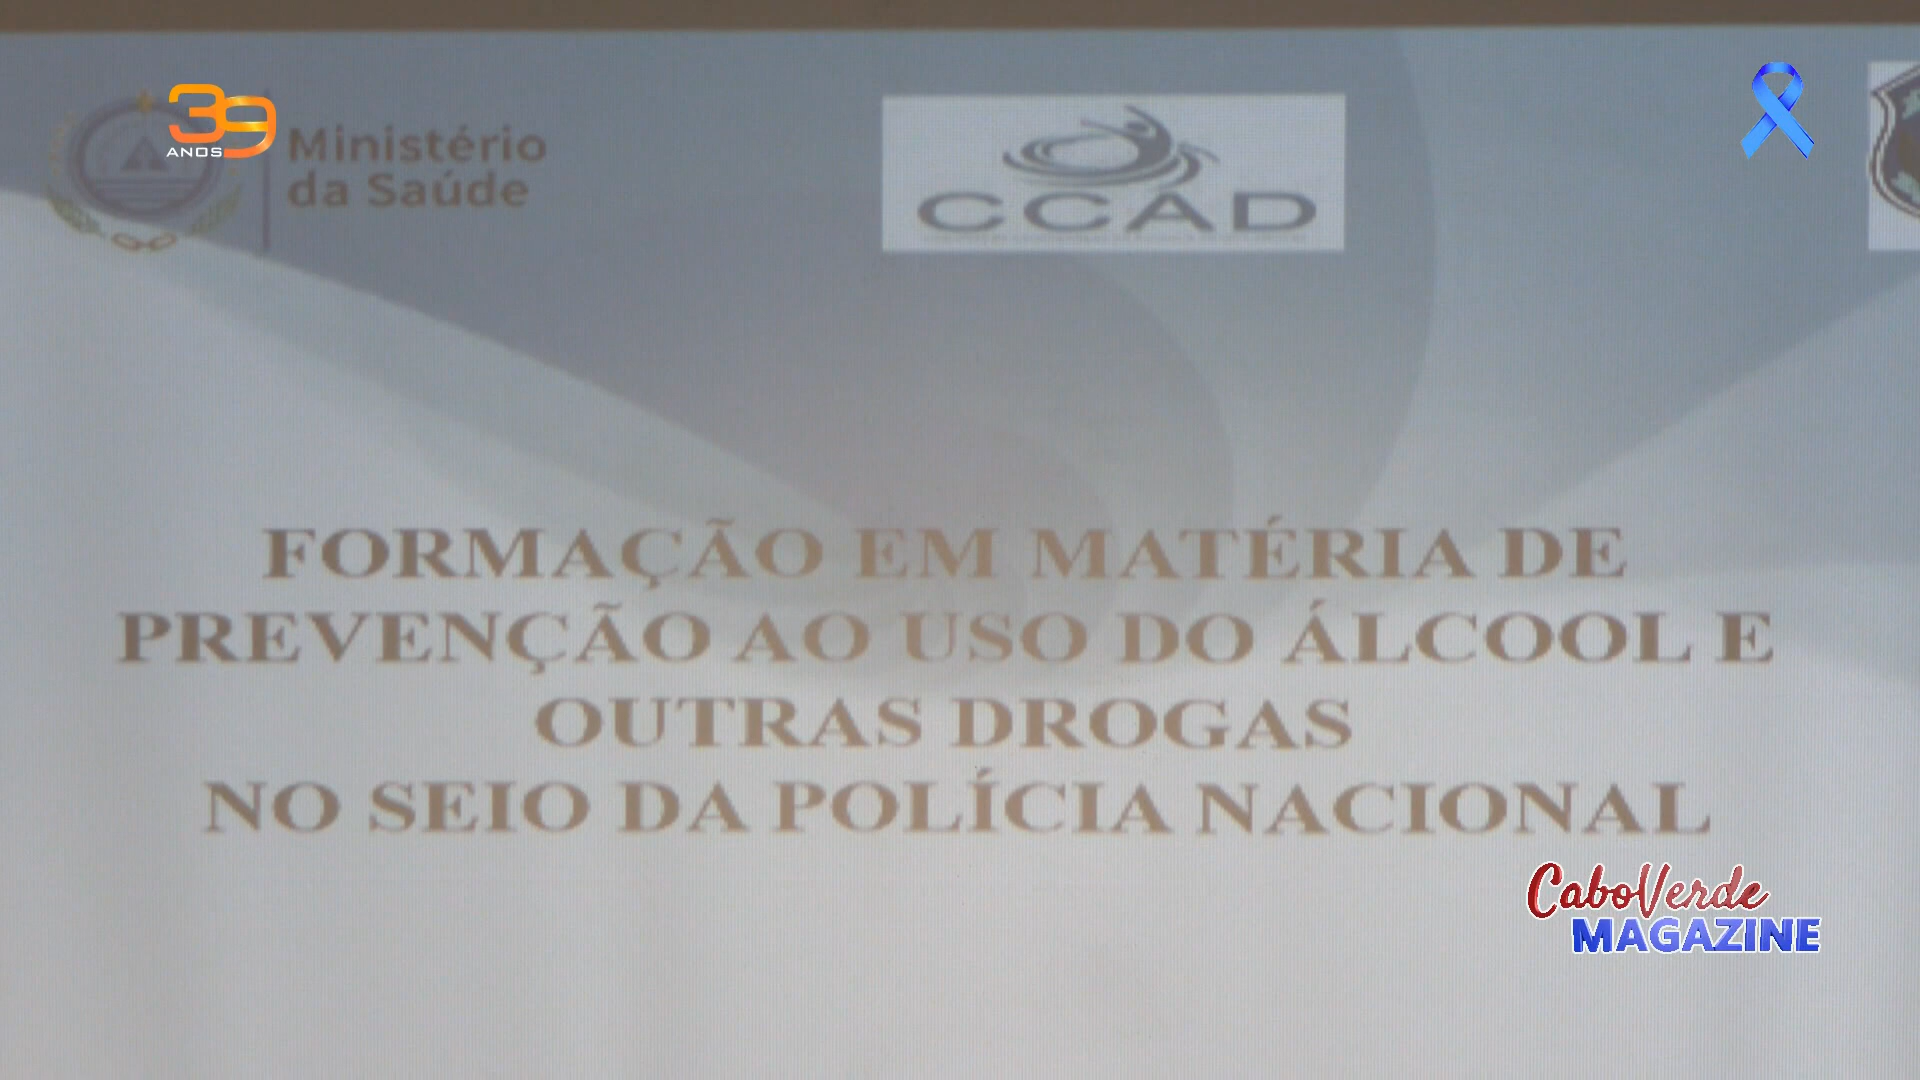 39
ANOS
Ministério
da Saúde
CCAD
FORMAÇÃO EM MATÉRIA DE
PREVENÇÃO AO USO DO ÁLCOOL E
OUTRAS DROGAS
NO SEIO DA POLÍCIA NACIONAL
CaboVerde
MAGAZINE